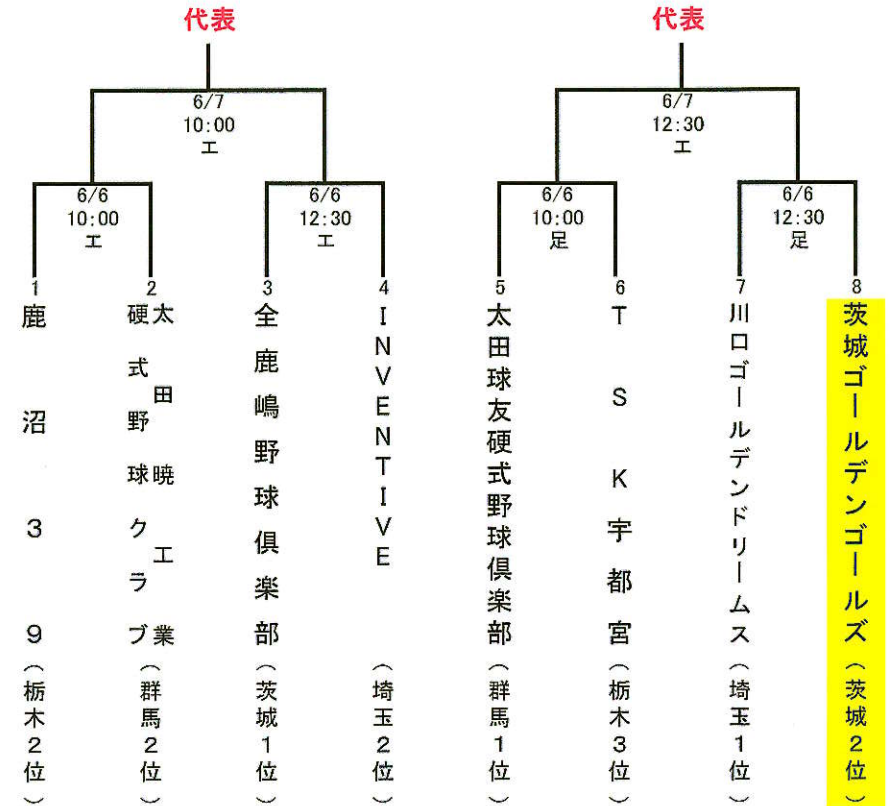 代表
代表
6/7
10:00
エ
6/7
12:30
エ
6/6
10:00
エ
6/6
12:30
エ
6/6
10:00
足
6/6
12:30
足
1
鹿沼39
（栃木2位）
2
太田暁工業
硬式野球クラブ
（群馬2位）
3
全鹿嶋野球倶楽部
（茨城1位）
4
INVENTIVE
（埼玉2位）
5
太田球友硬式野球倶楽部
（群馬1位）
6
TSK宇都宮
（栃木3位）
7
川口ゴールデンドリームス
（埼玉1位）
8
茨城ゴールデンゴールズ
（茨城2位）